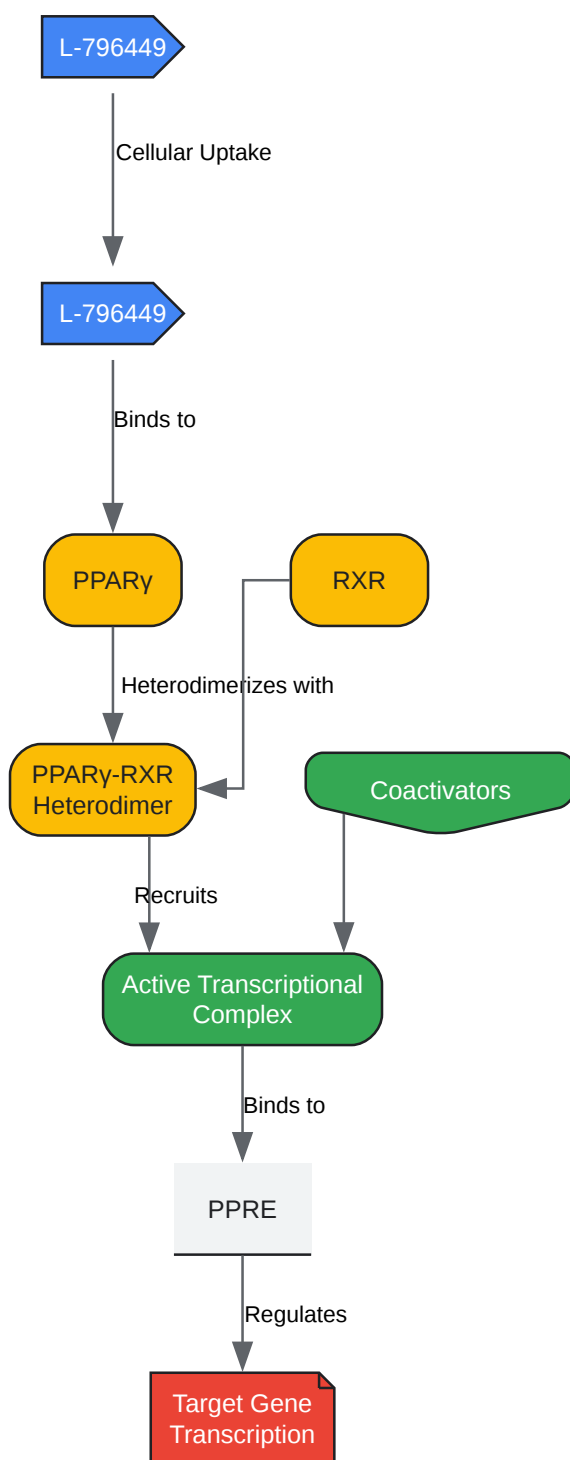 L-796449
Cellular Uptake
L-796449
Binds to
PPARγ
RXR
Heterodimerizes with
PPARγ-RXR
Heterodimer
Coactivators
Recruits
Active Transcriptional
Complex
Binds to
PPRE
Regulates
Target Gene
Transcription